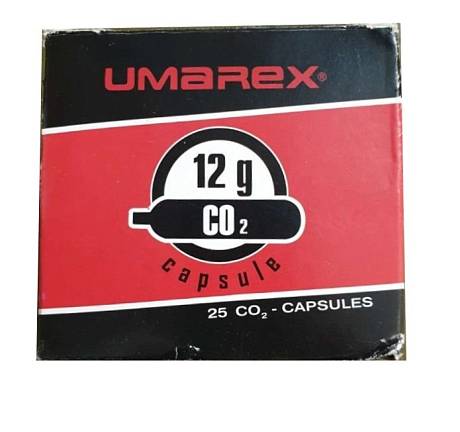 UMAREX®
12 g
CO2
capsule
25 CO2 - CAPSULES